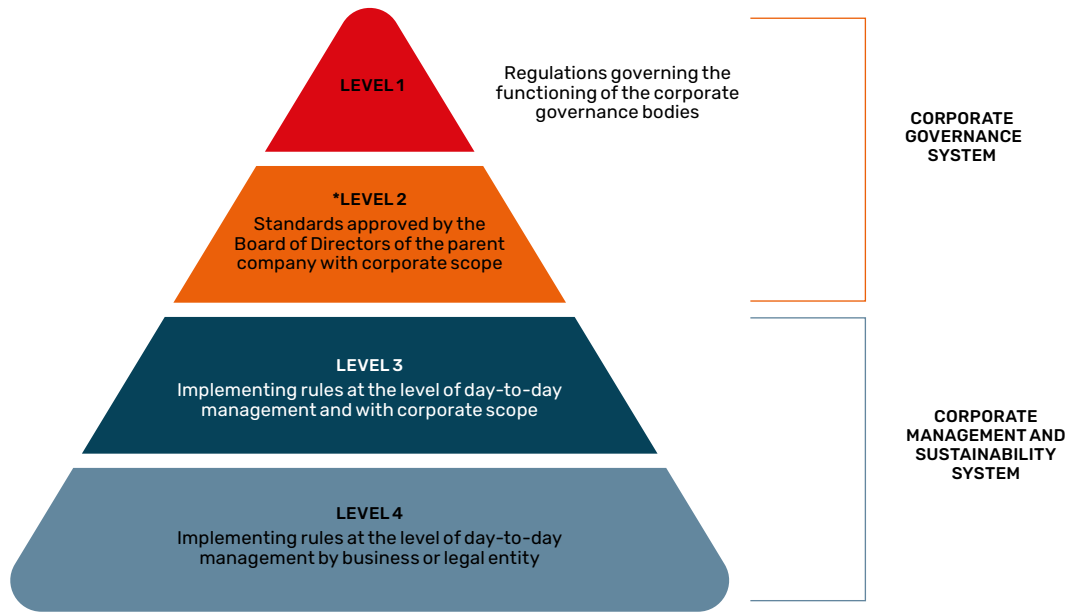 LEVEL 1
Regulations governing the
functioning of the corporate
governance bodies
CORPORATE
GOVERNANCE
SYSTEM
*LEVEL 2
Standards approved by the
Board of Directors of the parent
company with corporate scope
LEVEL 3
Implementing rules at the level of day-to-day
management and with corporate scope
CORPORATE
MANAGEMENT AND
SUSTAINABILITY
SYSTEM
LEVEL 4
Implementing rules at the level of day-to-day
management by business or legal entity